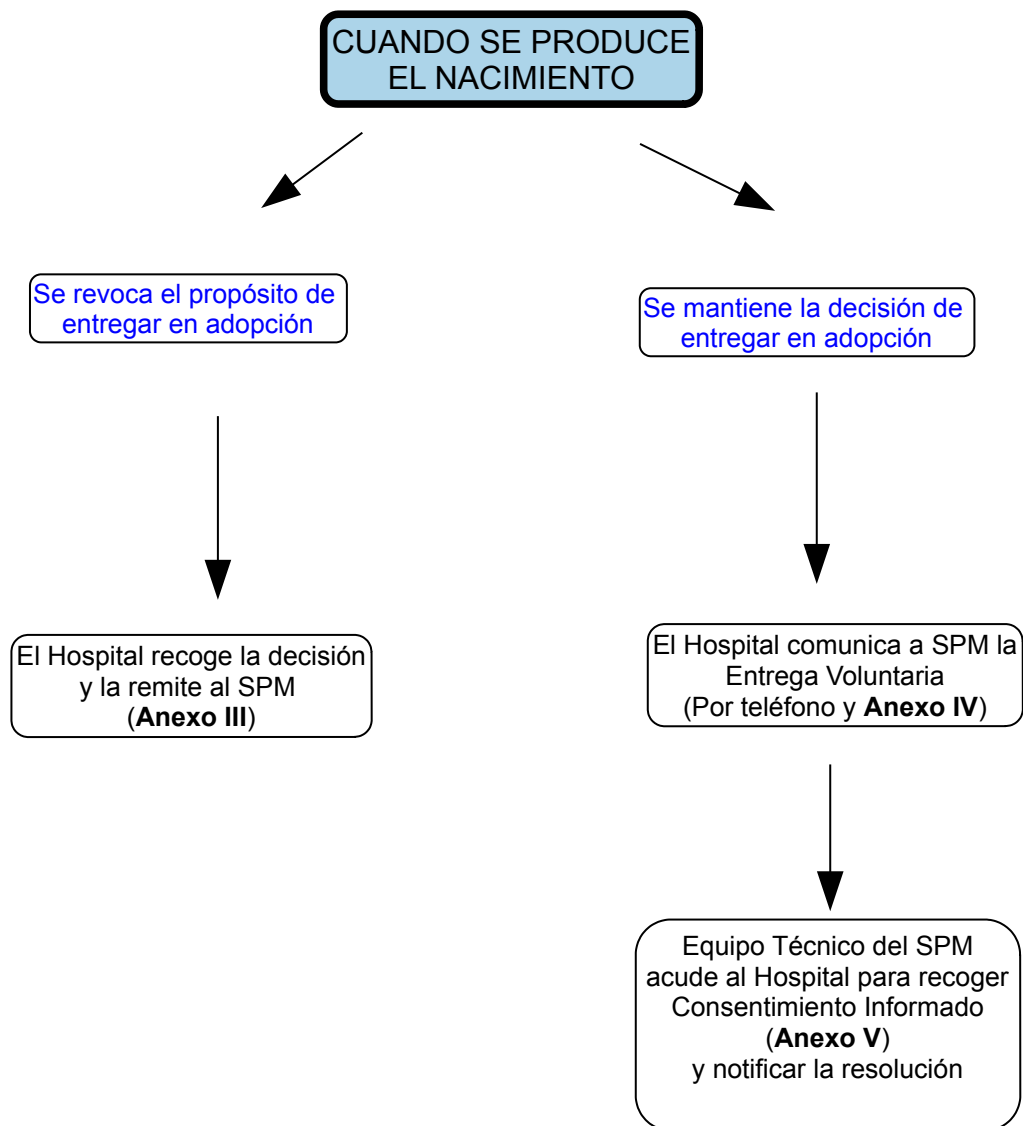 CUANDO SE PRODUCE
EL NACIMIENTO
Se revoca el propósito de
entregar en adopción
Se mantiene la decisión de
entregar en adopción
El Hospital recoge la decisión
y la remite al SPM
(Anexo III)
El Hospital comunica a SPM la
Entrega Voluntaria
(Por teléfono y Anexo IV)
Equipo Técnico del SPM
acude al Hospital para recoger
Consentimiento Informado
(Anexo V)
y notificar la resolución